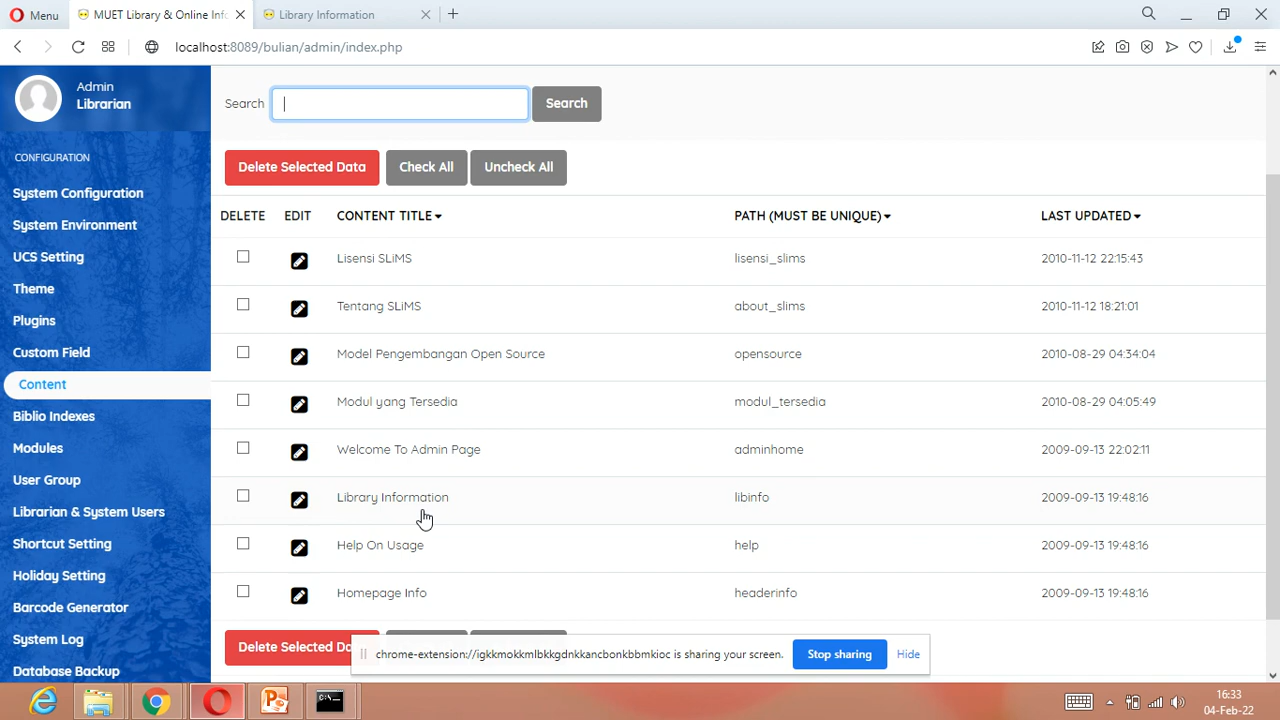 Menu
MUET Library & Online Inf
Library Information
localhost:8089/bulian/admin/index.php
Admin
Librarian
CONFIGURATION
System Configuration
System Environment
UCS Setting
Theme
Plugins
Custom Field
Content
Biblio Indexes
Modules
User Group
Librarian & System Users
Shortcut Setting
Holiday Setting
Barcode Generator
System Log
Database Backup
Search
Search
Delete Selected Data
Check All
Uncheck All
DELETE EDIT CONTENT TITLE PATH (MUST BE UNIQUE) LAST UPDATED
Lisensi SLiMS lisensi_slims 2010-11-12 22:15:43
Tentang SLiMS about_slims 2010-11-12 18:21:01
Model Pengembangan Open Source opensource 2010-08-29 04:34:04
Modul yang Tersedia modul_tersedia 2010-08-29 04:05:49
Welcome To Admin Page adminhome 2009-09-13 22:02:11
Library Information libinfo 2009-09-13 19:48:16
Help On Usage help 2009-09-13 19:48:16
Homepage Info headerinfo 2009-09-13 19:48:16
Delete Selected Da
chrome-extension://igkkmokkmlbkkgdnkkancbonkbbmkioc is sharing your screen.
Stop sharing
Hide
16:33
04-Feb-22